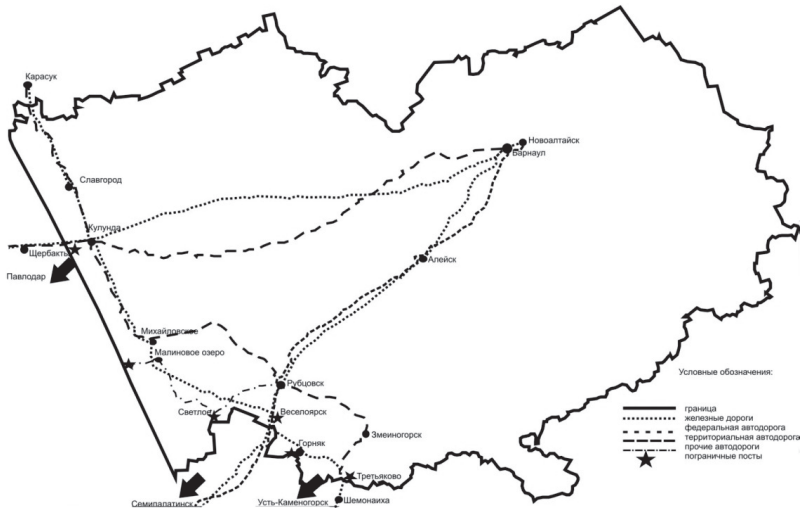 Карасук
Новоалтайск
Барнаул
Славгород
Кулунда
Щербакты
Павлодар
Алейск
Михайловское
Малиновое озеро
Рубцовск
Светлое
Веселоярск
Змеиногорск
Горняк
Третьяково
Семипалатинск
Усть-Каменогорск
Шемонаиха
Условные обозначения:
граница
железные дороги
федеральная автодорога
территориальная автодорога
прочие автодороги
пограничные посты